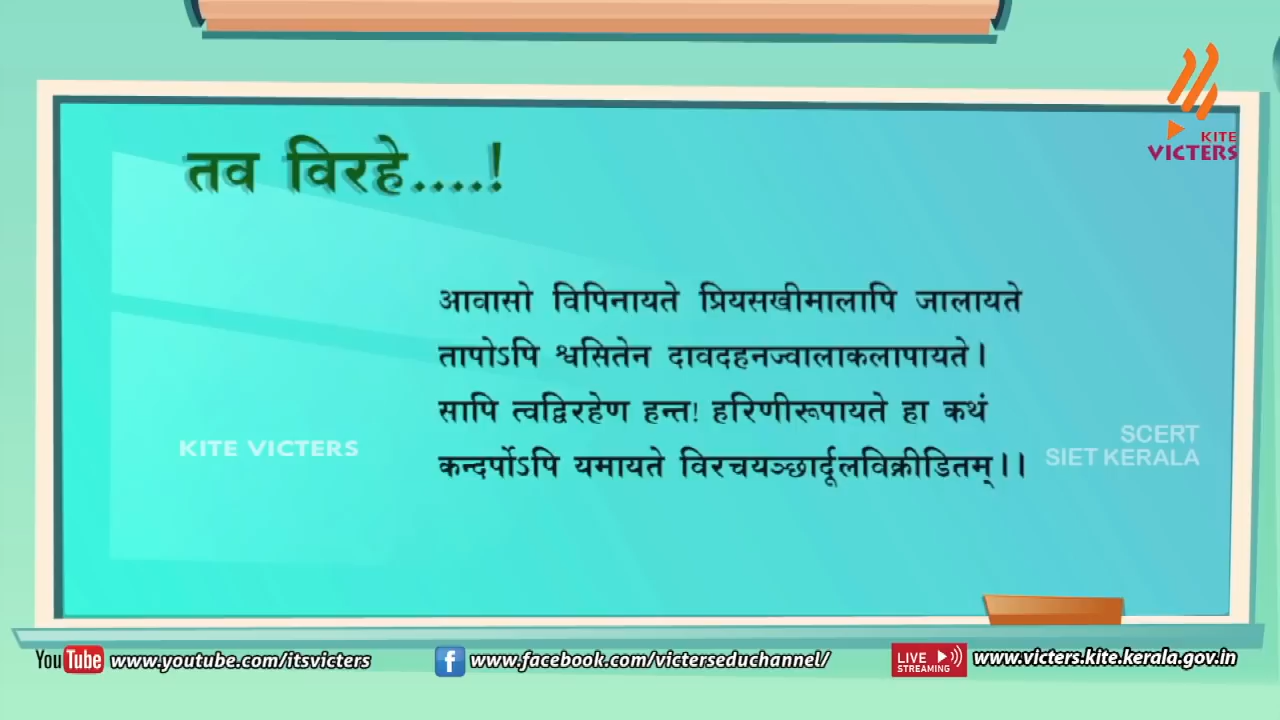 KITE
VICTERS
तव विरहे....!
आवासो विपिनायते प्रियसखीमालापि जालायते
तापोऽपि श्वसितेन दावदहनज्वालाकलापायते।
सापि त्वद्विरहेण हन्त! हरिणीरूपायते हा कथं
कन्दर्पोऽपि यमायते विरचयञ्छार्दूलविक्रीडितम्।।
KITE VICTERS
SCERT
SIET KERALA
YouTube www.youtube.com/itsvicters
f www.facebook.com/victerseduchannel/
LIVE STREAMING www.victers.kite.kerala.gov.in